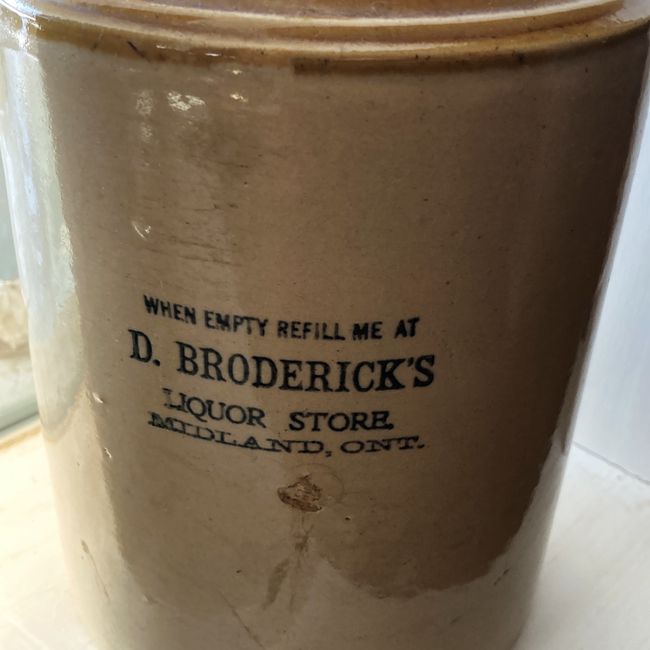 WHEN EMPTY REFILL ME AT
D. BRODERICK'S
LIQUOR STORE,
MIDLAND, ONT.